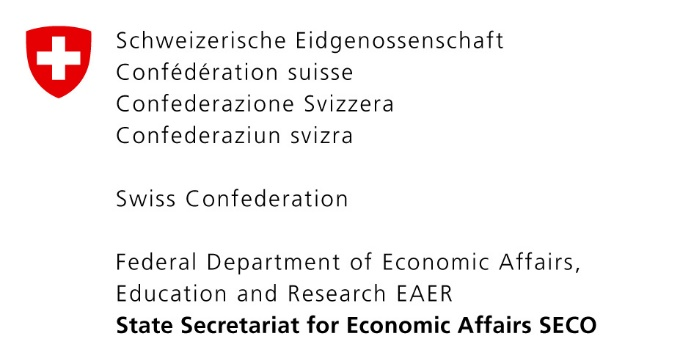 Schweizerische Eidgenossenschaft
Confédération suisse
Confederazione Svizzera
Confederaziun svizra
Swiss Confederation
Federal Department of Economic Affairs,
Education and Research EAER
State Secretariat for Economic Affairs SECO